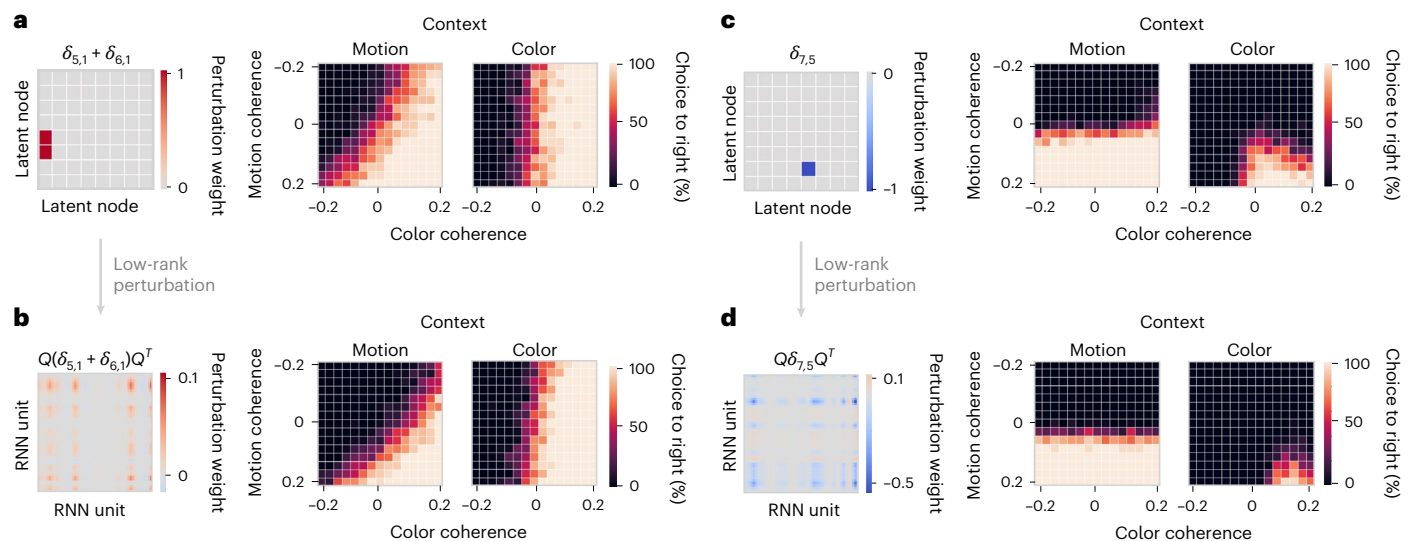 a
δ5,1 + δ6,1
Latent node
Latent node
1
0
Perturbation weight
Context
Motion
Color
Motion coherence
−0.2
0
0.2
−0.2
0
0.2
−0.2
0
0.2
Color coherence
100
50
0
Choice to right (%)
Low-rank
perturbation
b
Q(δ5,1 + δ6,1)QT
RNN unit
RNN unit
0.1
0
Perturbation weight
Context
Motion
Color
Motion coherence
−0.2
0
0.2
−0.2
0
0.2
−0.2
0
0.2
Color coherence
100
50
0
Choice to right (%)
c
δ7,5
Latent node
Latent node
0
−1
Perturbation weight
Context
Motion
Color
Motion coherence
−0.2
0
0.2
−0.2
0
0.2
−0.2
0
0.2
Color coherence
100
50
0
Choice to right (%)
Low-rank
perturbation
d
Qδ7,5QT
RNN unit
RNN unit
0.1
−0.5
Perturbation weight
Context
Motion
Color
Motion coherence
−0.2
0
0.2
−0.2
0
0.2
−0.2
0
0.2
Color coherence
100
50
0
Choice to right (%)